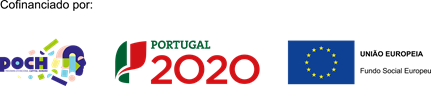 Cofinanciado por:
POCH
PORTUGAL
2020
UNIÃO EUROPEIA
Fundo Social Europeu